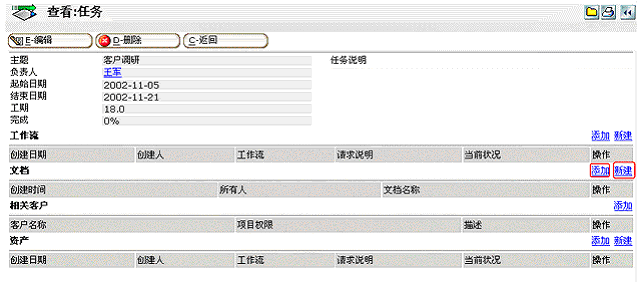 查看:任务
E-编辑 D-删除 C-返回
主题 客户调研 任务说明
负责人 王军
起始日期 2002-11-05
结束日期 2002-11-21
工期 18.0
完成 0%
工作流 添加 新建
创建日期 创建人 工作流 请求说明 当前状况 操作
文档 添加 新建
创建时间 所有人 文档名称 操作
相关客户 添加
客户名称 项目权限 描述 操作
资产 添加 新建
创建日期 创建人 工作流 请求说明 当前状况 操作